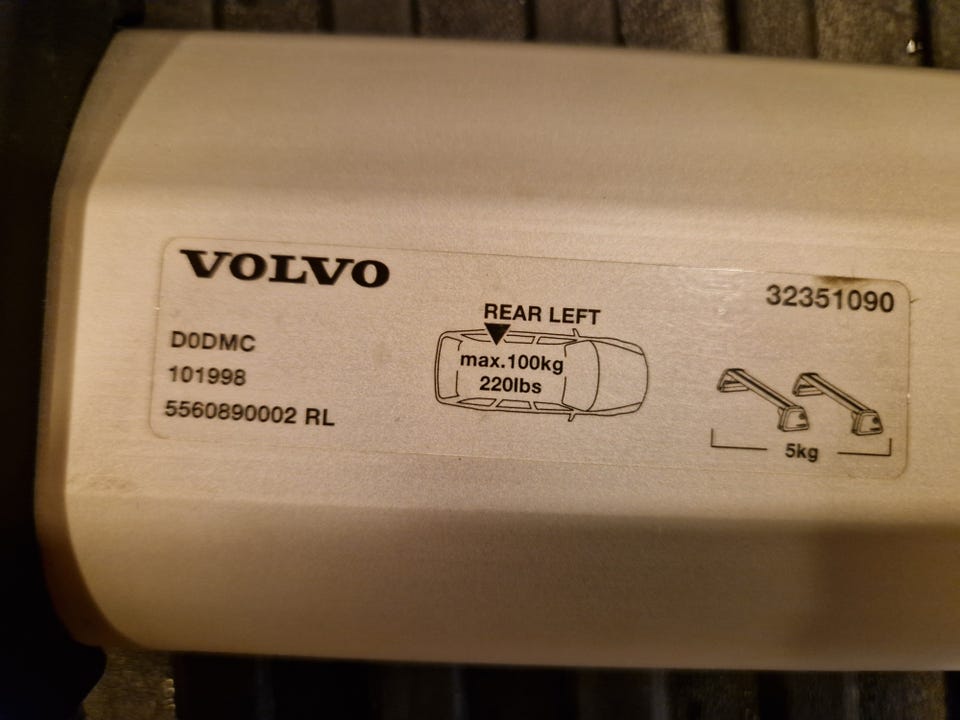 VOLVO
32351090
D0DMC
101998
5560890002 RL
REAR LEFT
max.100kg
220lbs
5kg